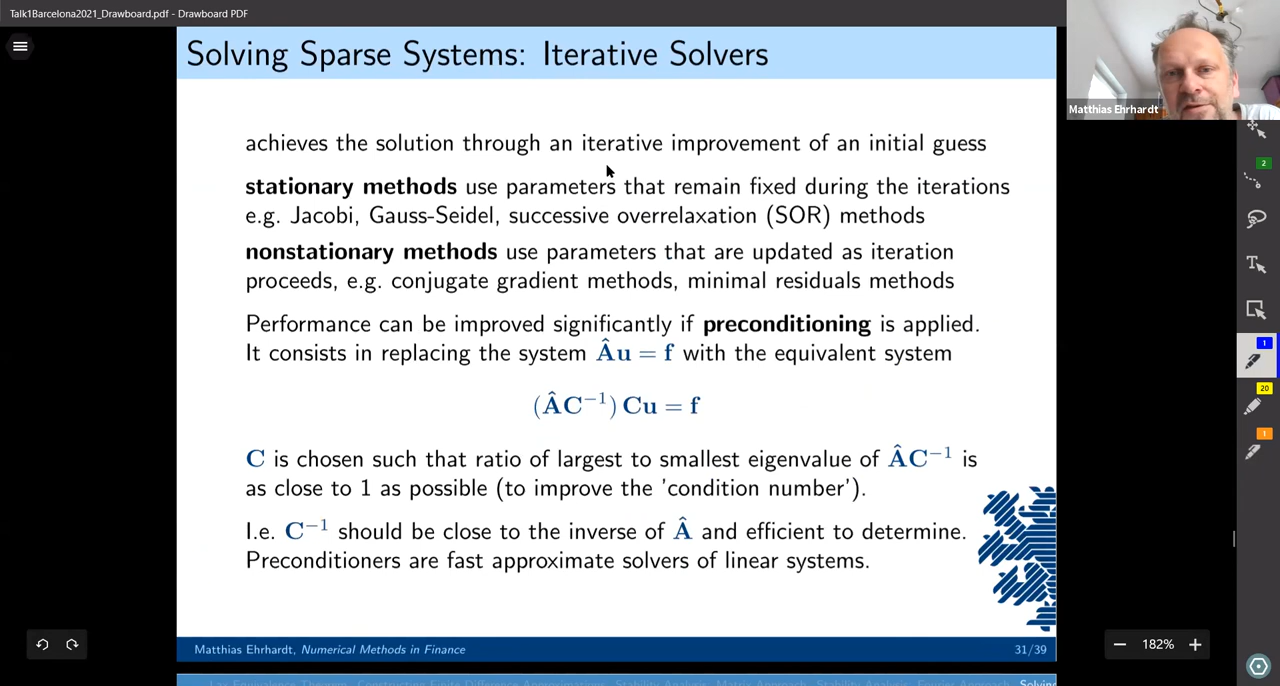 Talk1Barcelona2021_Drawboard.pdf - Drawboard PDF
Solving Sparse Systems: Iterative Solvers
Matthias Ehrhardt
achieves the solution through an iterative improvement of an initial guess
stationary methods use parameters that remain fixed during the iterations
e.g. Jacobi, Gauss-Seidel, successive overrelaxation (SOR) methods
nonstationary methods use parameters that are updated as iteration
proceeds, e.g. conjugate gradient methods, minimal residuals methods
Performance can be improved significantly if preconditioning is applied.
It consists in replacing the system Âu = f with the equivalent system
(ÂC⁻¹) Cu = f
C is chosen such that ratio of largest to smallest eigenvalue of ÂC⁻¹ is
as close to 1 as possible (to improve the 'condition number').
I.e. C⁻¹ should be close to the inverse of Â and efficient to determine.
Preconditioners are fast approximate solvers of linear systems.
Matthias Ehrhardt, Numerical Methods in Finance 31/39
2
1
20
1
182%